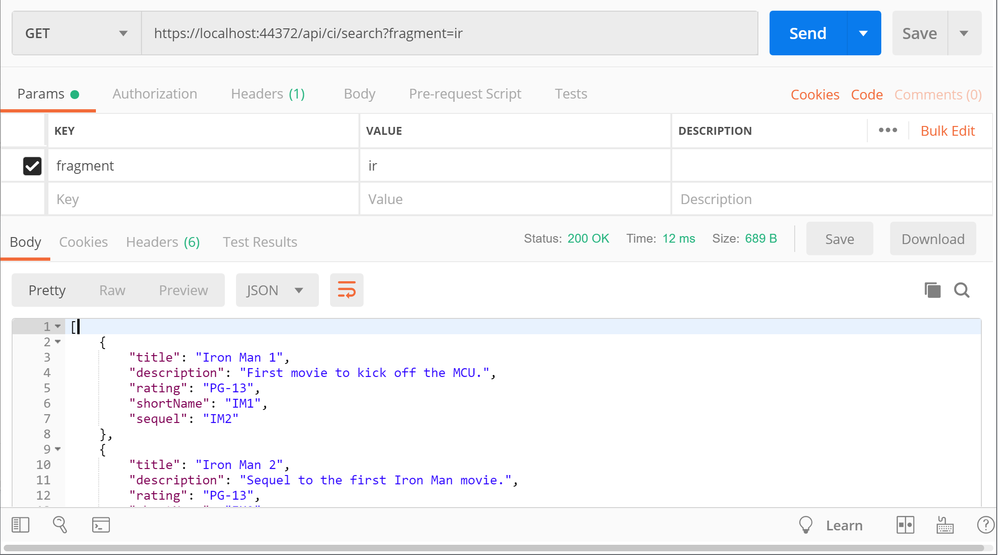 GET https://localhost:44372/api/ci/search?fragment=ir Send Save
Params Authorization Headers (1) Body Pre-request Script Tests Cookies Code Comments (0)
KEY VALUE DESCRIPTION ••• Bulk Edit
fragment ir
Key Value Description
Body Cookies Headers (6) Test Results Status: 200 OK Time: 12 ms Size: 689 B Save Download
Pretty Raw Preview JSON
1 [
2 {
3 "title": "Iron Man 1",
4 "description": "First movie to kick off the MCU.",
5 "rating": "PG-13",
6 "shortName": "IM1",
7 "sequel": "IM2"
8 },
9 {
10 "title": "Iron Man 2",
11 "description": "Sequel to the first Iron Man movie.",
12 "rating": "PG-13",
Learn ?